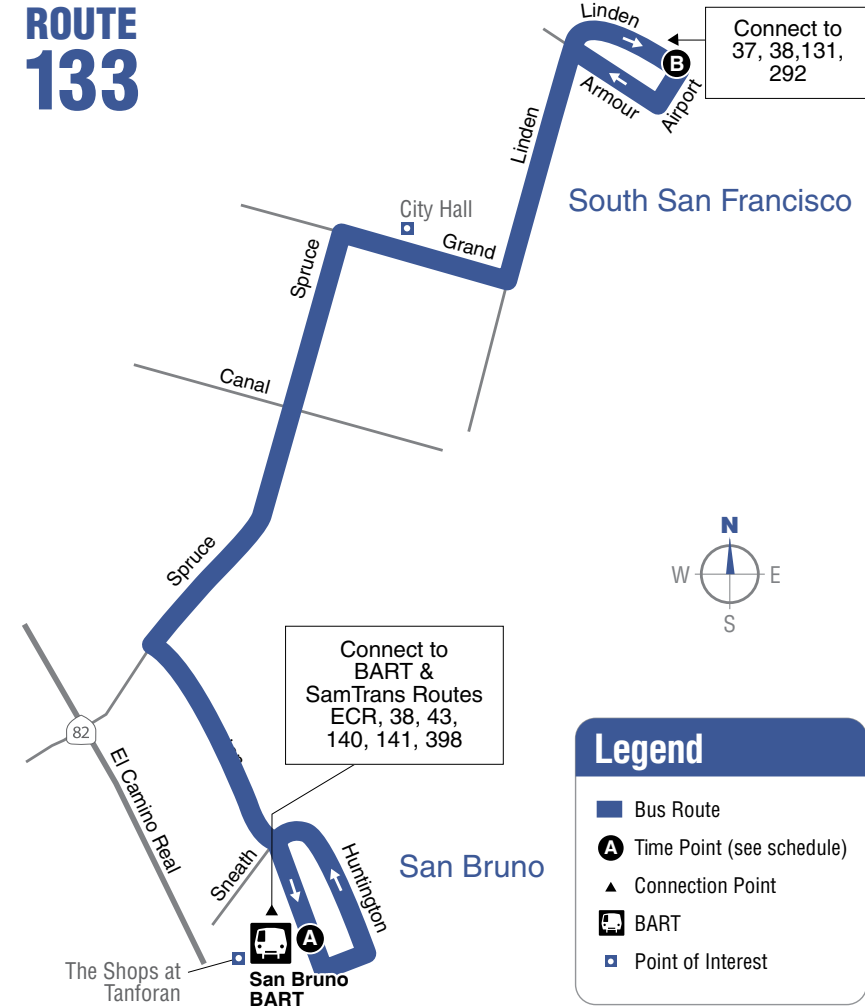 ROUTE
133
Linden
Connect to
37, 38,131,
292
B
Armour
Airport
Linden
South San Francisco
City Hall
Grand
Spruce
Canal
Spruce
N
W
E
S
Connect to
BART &
SamTrans Routes
ECR, 38, 43,
140, 141, 398
82
El Camino Real
Sneath
Huntington
San Bruno
A
The Shops at
Tanforan
San Bruno
BART
Legend
Bus Route
A Time Point (see schedule)
Connection Point
BART
Point of Interest